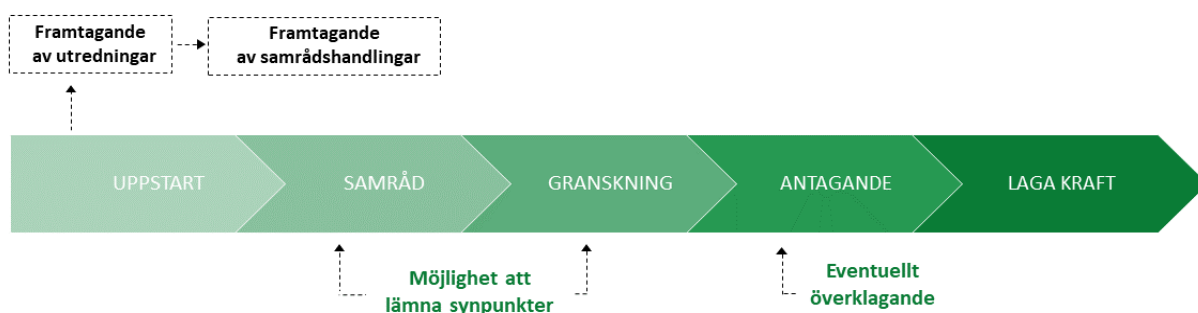 Framtagande
av utredningar
Framtagande
av samrådshandlingar
UPPSTART
SAMRÅD
GRANSKNING
ANTAGANDE
LAGA KRAFT
Möjlighet att
lämna synpunkter
Eventuellt
överklagande